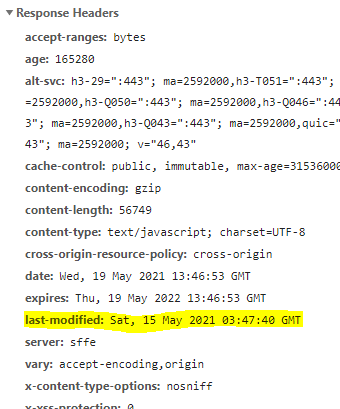 ▼ Response Headers
accept-ranges: bytes
age: 165280
alt-svc: h3-29=":443"; ma=2592000,h3-T051=":443";
=2592000,h3-Q050=":443"; ma=2592000,h3-Q046=":44
3"; ma=2592000,h3-Q043=":443"; ma=2592000,quic="
43"; ma=2592000; v="46,43"
cache-control: public, immutable, max-age=31536000
content-encoding: gzip
content-length: 56749
content-type: text/javascript; charset=UTF-8
cross-origin-resource-policy: cross-origin
date: Wed, 19 May 2021 13:46:53 GMT
expires: Thu, 19 May 2022 13:46:53 GMT
last-modified: Sat, 15 May 2021 03:47:40 GMT
server: sffe
vary: accept-encoding,origin
x-content-type-options: nosniff
x-xss-protection: 0